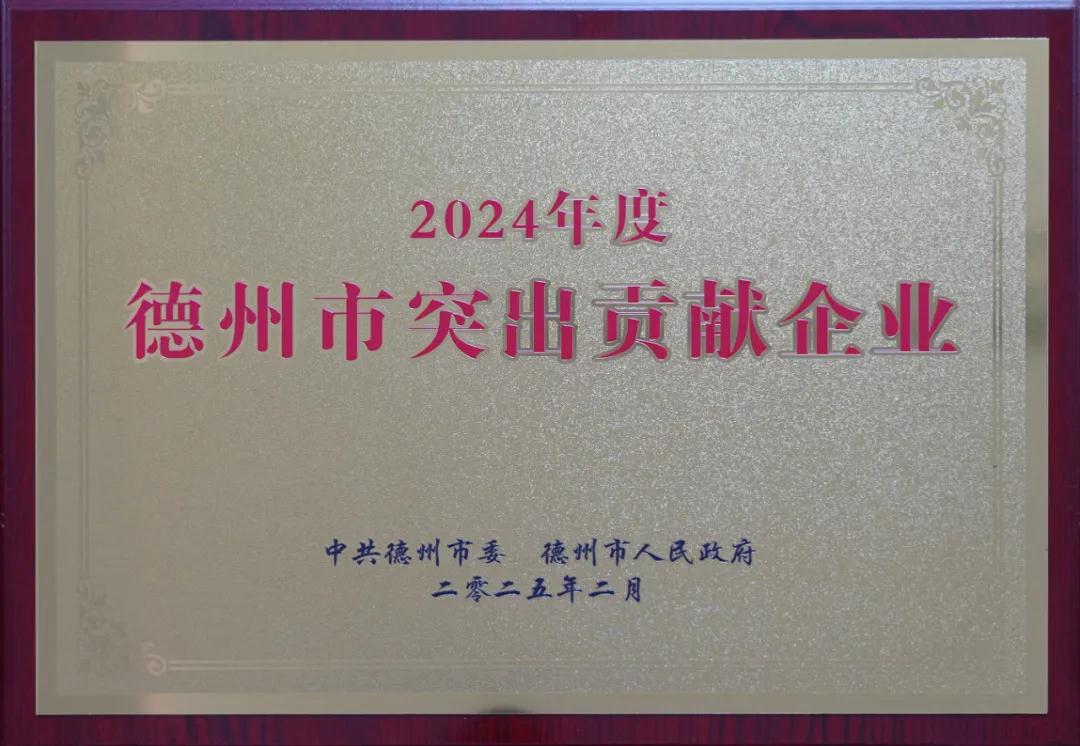 2024年度
德州市突出贡献企业
中共德州市委 德州市人民政府
二零二五年二月